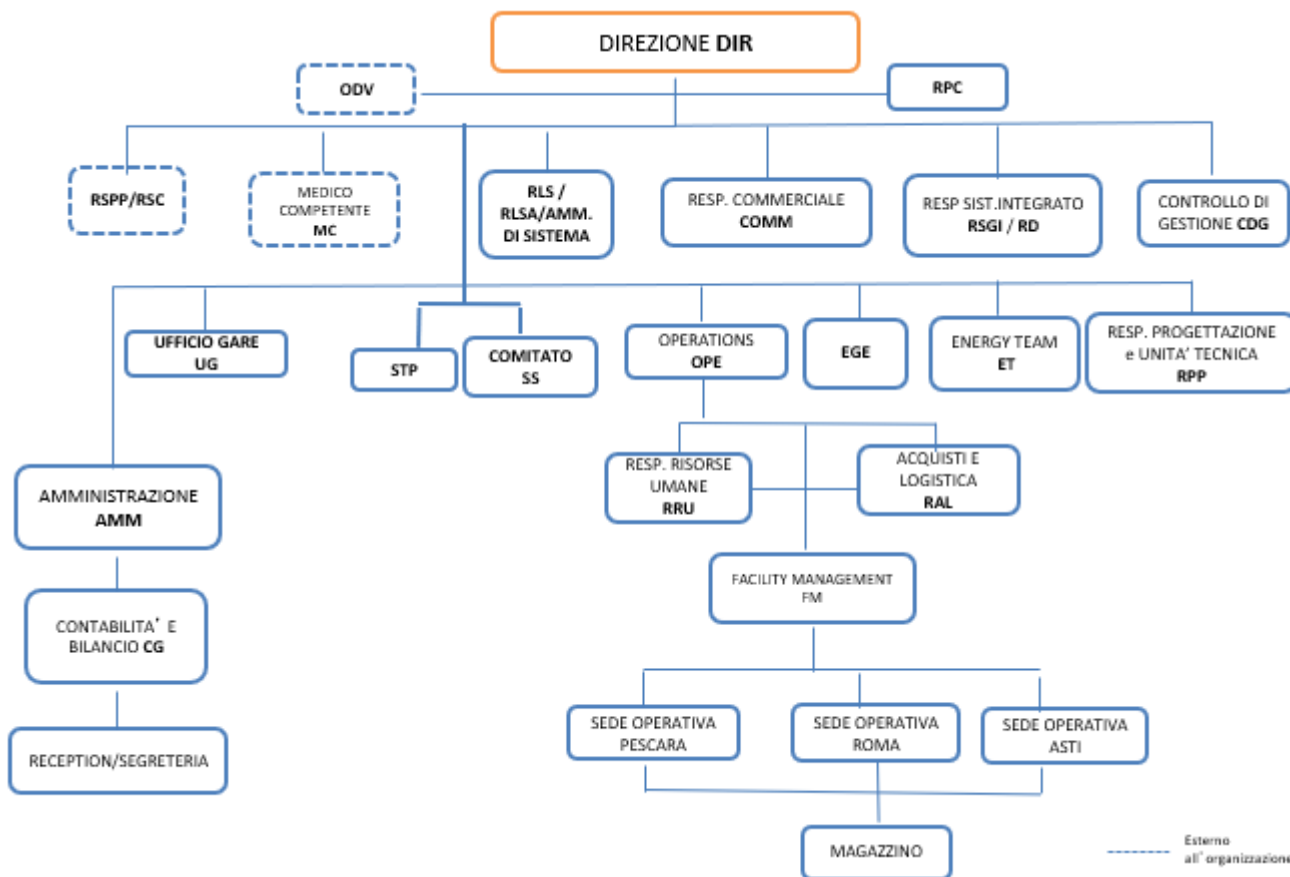 DIREZIONE DIR
ODV
RPC
RSPP/RSC
MEDICO
COMPETENTE
MC
RLS /
RLSA/AMM.
DI SISTEMA
RESP. COMMERCIALE
COMM
RESP SIST.INTEGRATO
RSGI / RD
CONTROLLO DI
GESTIONE CDG
UFFICIO GARE
UG
STP
COMITATO
SS
OPERATIONS
OPE
EGE
ENERGY TEAM
ET
RESP. PROGETTAZIONE
e UNITA' TECNICA
RPP
AMMINISTRAZIONE
AMM
RESP. RISORSE
UMANE
RRU
ACQUISTI E
LOGISTICA
RAL
FACILITY MANAGEMENT
FM
CONTABILITA' E
BILANCIO CG
RECEPTION/SEGRETERIA
SEDE OPERATIVA
PESCARA
SEDE OPERATIVA
ROMA
SEDE OPERATIVA
ASTI
MAGAZZINO
Esterno
all' organizzazione